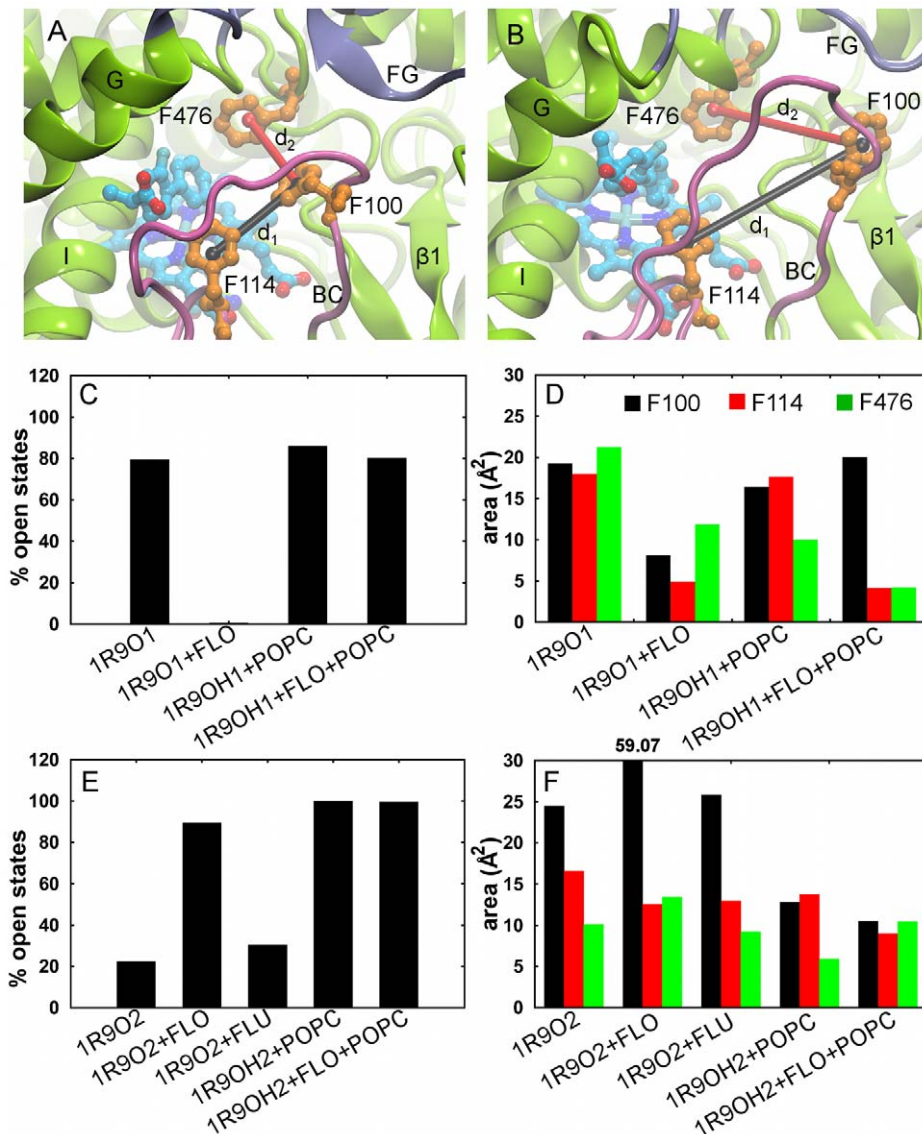 A
G
F476
d2
FG
F100
I
d1
F114
BC
β1
B
G
F476
d2
FG
F100
I
d1
F114
BC
β1
C
% open states
120
100
80
60
40
20
0
1R9O1
1R9O1+FLO
1R9OH1+POPC
1R9OH1+FLO+POPC
D
F100 F114 F476
area (Å²)
30
25
20
15
10
5
0
1R9O1
1R9O1+FLO
1R9OH1+POPC
1R9OH1+FLO+POPC
E
% open states
120
100
80
60
40
20
0
1R9O2
1R9O2+FLO
1R9O2+FLU
1R9OH2+POPC
1R9OH2+FLO+POPC
F
59.07
area (Å²)
30
25
20
15
10
5
0
1R9O2
1R9O2+FLO
1R9O2+FLU
1R9OH2+POPC
1R9OH2+FLO+POPC